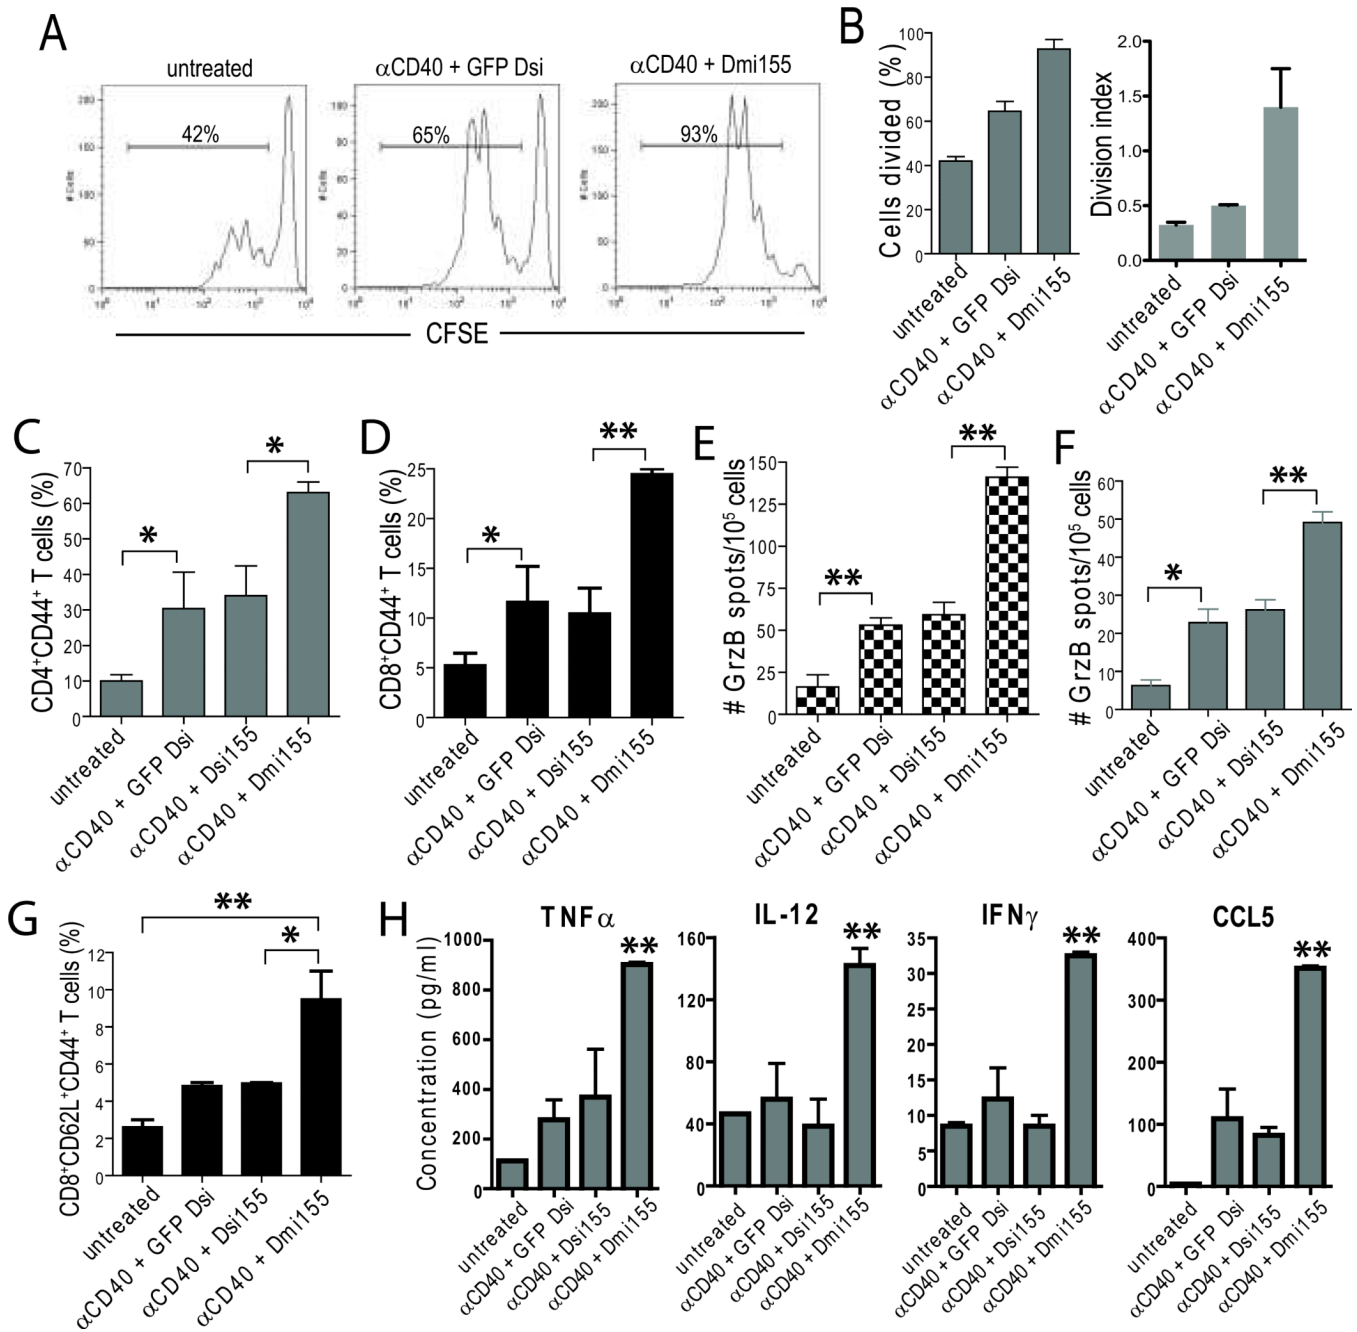 A
untreated
αCD40 + GFP Dsi
αCD40 + Dmi155
42%
65%
93%
# Cells
# Cells
# Cells
CFSE
B
Cells divided (%)
100
80
60
40
20
0
untreated
αCD40 + GFP Dsi
αCD40 + Dmi155
Division index
2.0
1.5
1.0
0.5
0.0
untreated
αCD40 + GFP Dsi
αCD40 + Dmi155
C
CD4⁺CD44⁺ T cells (%)
70
60
50
40
30
20
10
0
*
*
untreated
αCD40 + GFP Dsi
αCD40 + Dsi155
αCD40 + Dmi155
D
CD8⁺CD44⁺ T cells (%)
25
20
15
10
5
0
*
**
untreated
αCD40 + GFP Dsi
αCD40 + Dsi155
αCD40 + Dmi155
E
# GrzB spots/10⁵ cells
150
125
100
75
50
25
0
**
**
untreated
αCD40 + GFP Dsi
αCD40 + Dsi155
αCD40 + Dmi155
F
# GrzB spots/10⁵ cells
60
50
40
30
20
10
0
*
**
untreated
αCD40 + GFP Dsi
αCD40 + Dsi155
αCD40 + Dmi155
G
CD8⁺CD62L⁺CD44⁺ T cells (%)
12
10
8
6
4
2
0
**
*
untreated
αCD40 + GFP Dsi
αCD40 + Dsi155
αCD40 + Dmi155
H
Concentration (pg/ml)
TNFα
1000
800
600
400
200
0
**
untreated
αCD40 + GFP Dsi
αCD40 + Dsi155
αCD40 + Dmi155
IL-12
160
120
80
40
0
**
untreated
αCD40 + GFP Dsi
αCD40 + Dsi155
αCD40 + Dmi155
IFNγ
35
30
25
20
15
10
5
0
**
untreated
αCD40 + GFP Dsi
αCD40 + Dsi155
αCD40 + Dmi155
CCL5
400
300
200
100
0
**
untreated
αCD40 + GFP Dsi
αCD40 + Dsi155
αCD40 + Dmi155